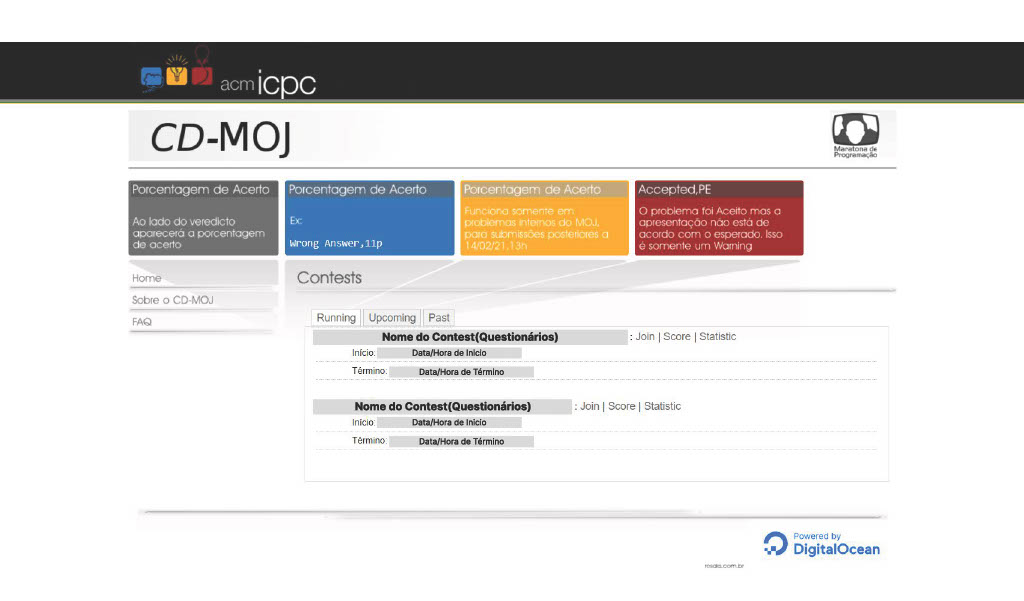 acm icpc
CD-MOJ
Maratona de
Programação
Porcentagem de Acerto
Ao lado do veredicto
aparecerá a porcentagem
de acerto
Porcentagem de Acerto
Ex:
Wrong Answer,11p
Porcentagem de Acerto
Funciona somente em
problemas internos do MOJ,
para submissões posteriores a
14/02/21,13h
Accepted,PE
O problema foi Aceito mas a
apresentação não está de
acordo com o esperado. Isso
é somente um Warning
Home
Sobre o CD-MOJ
FAQ
Contests
Running Upcoming Past
Nome do Contest(Questionários) : Join | Score | Statistic
Início: Data/Hora de Inicio
Término: Data/Hora de Término
Nome do Contest(Questionários) : Join | Score | Statistic
Início: Data/Hora de Inicio
Término: Data/Hora de Término
Powered by
DigitalOcean